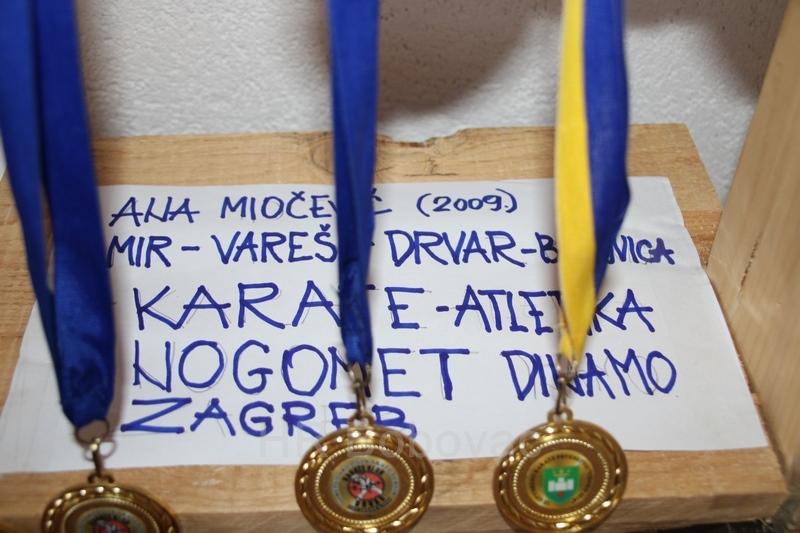 ANA MIOČEVIĆ (2009.)
MIR - VAREŠ - DRVAR -
KARATE - ATLETIKA
NOGOMET DINAMO
ZAGREB